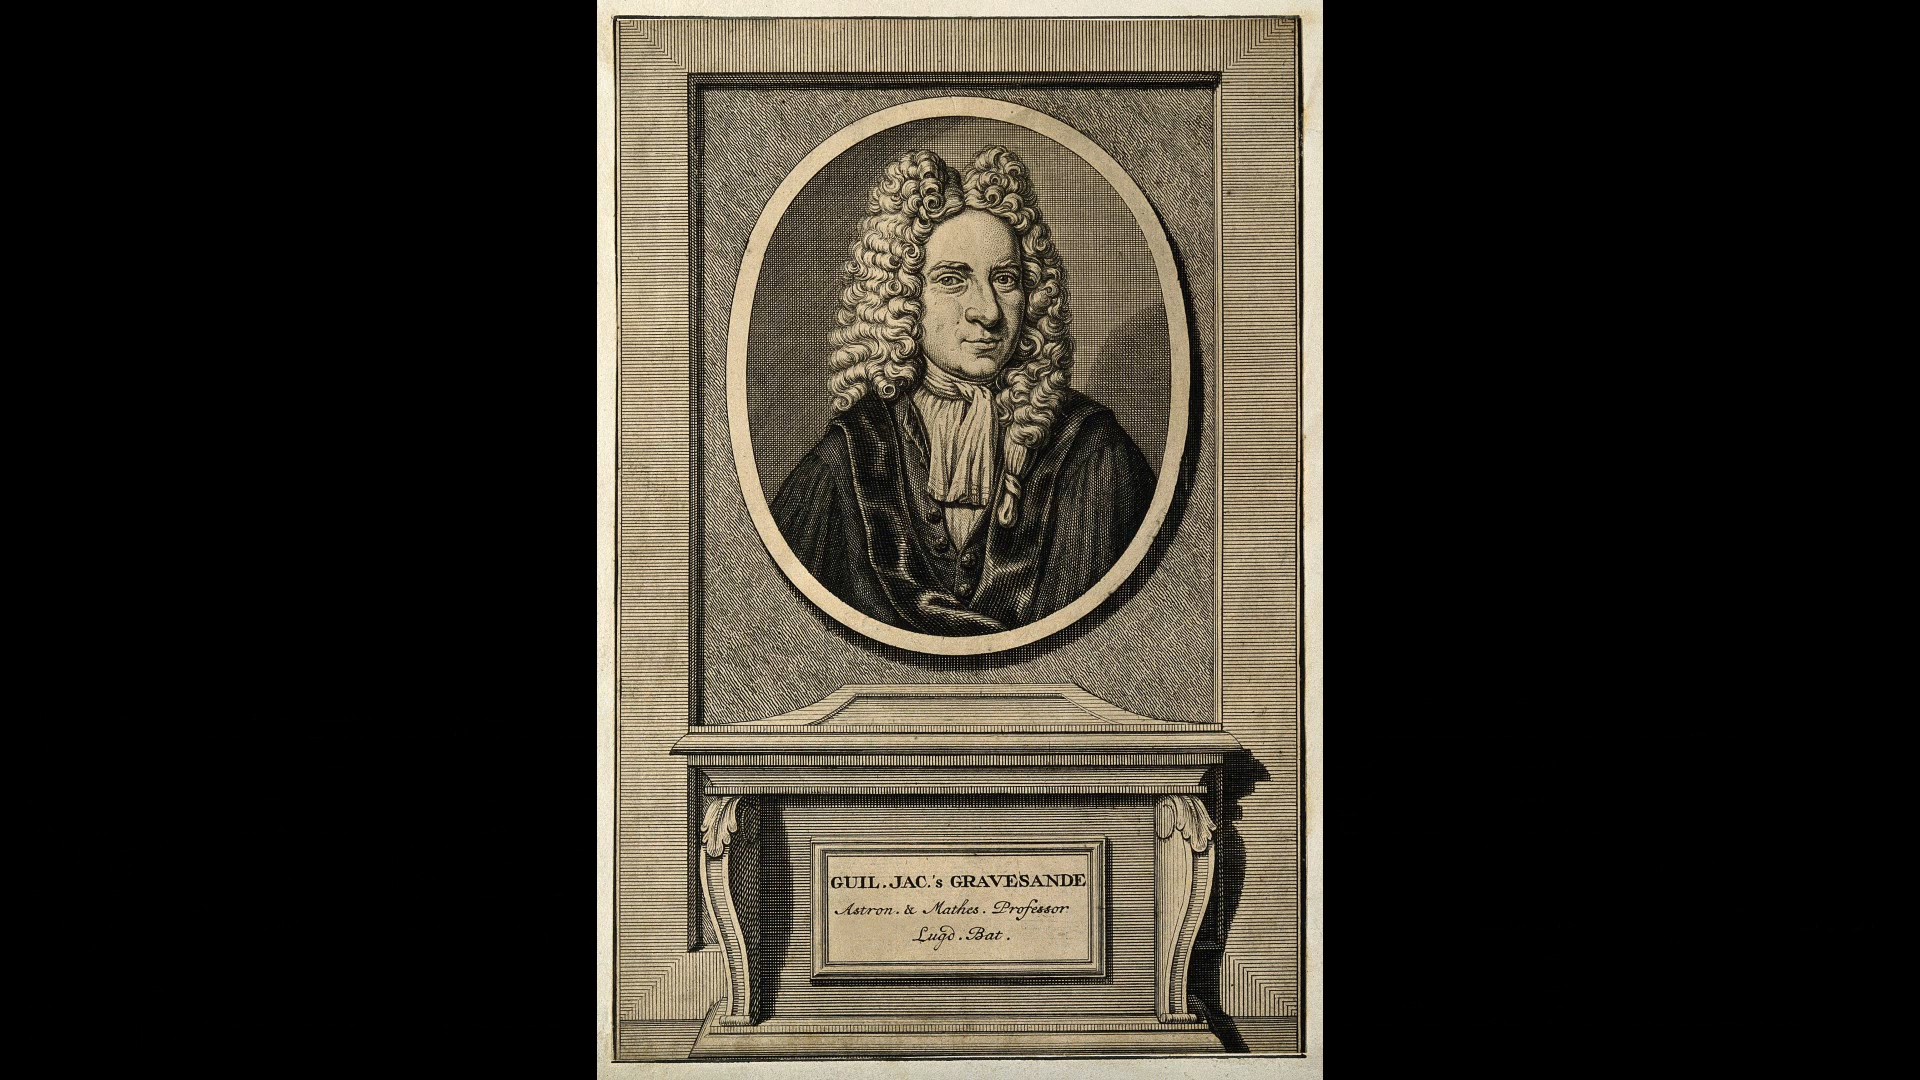 GUIL. JAC.'s GRAVESANDE
Astron. & Mathes. Professor
Lugd. Bat.